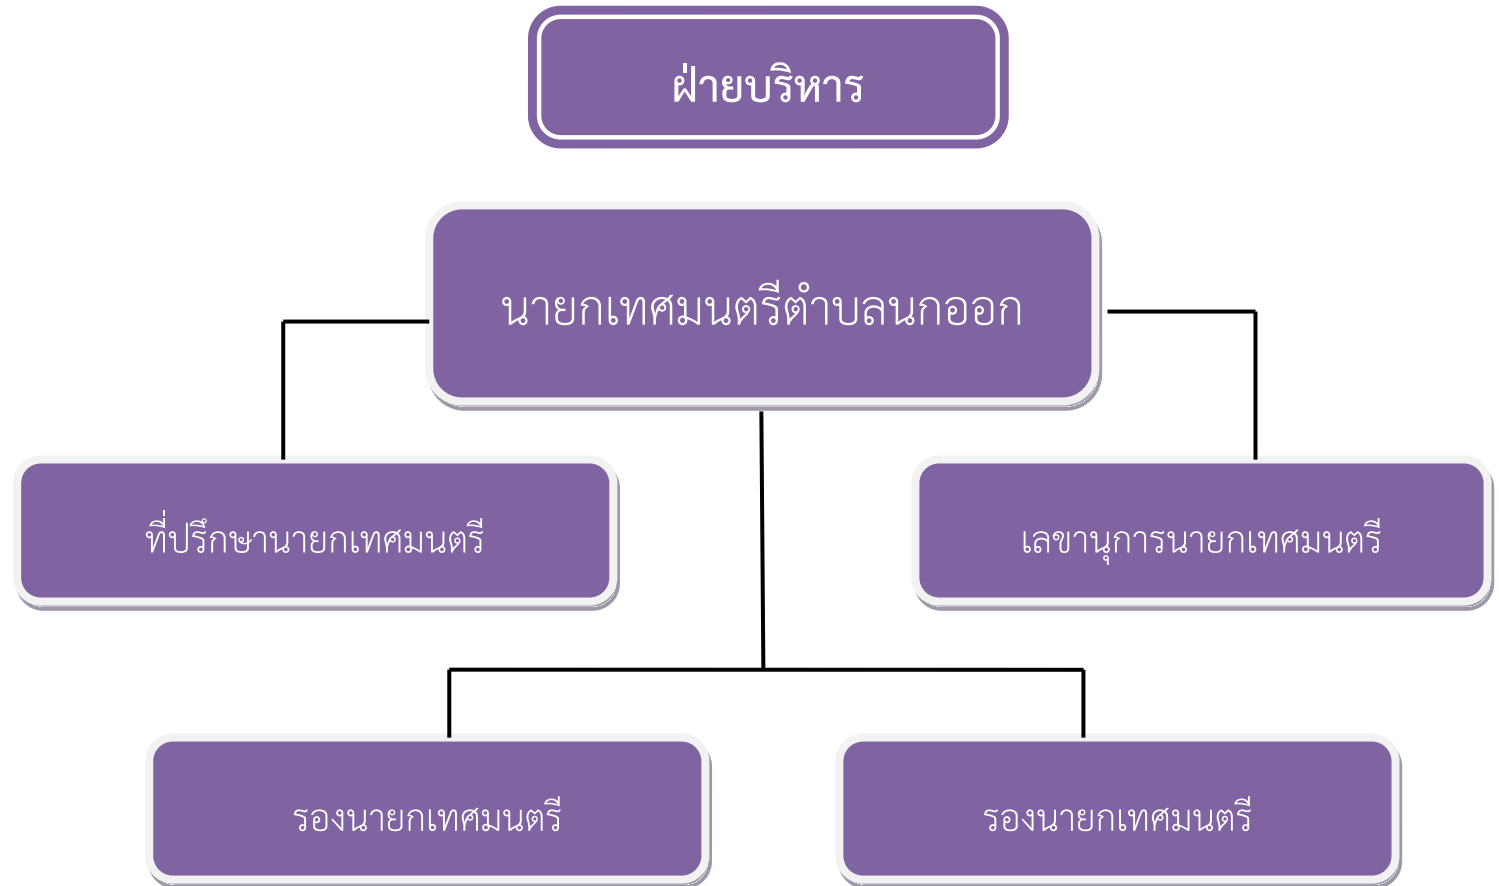 ฝ่ายบริหาร
นายกเทศมนตรีตำบลนกออก
ที่ปรึกษานายกเทศมนตรี
เลขานุการนายกเทศมนตรี
รองนายกเทศมนตรี
รองนายกเทศมนตรี